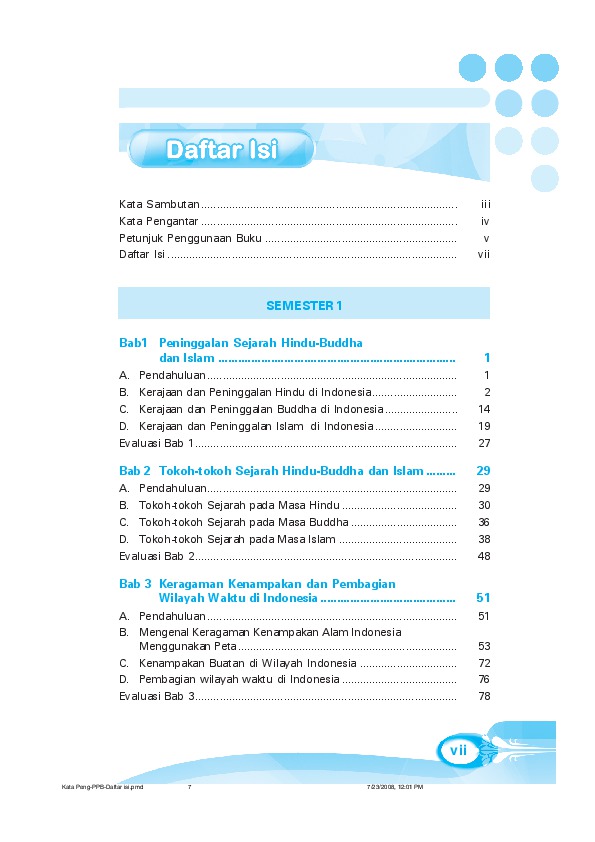 Daftar Isi
Kata Sambutan ................................................................................... iii
Kata Pengantar ................................................................................... iv
Petunjuk Penggunaan Buku .............................................................. v
Daftar Isi .............................................................................................. vii
SEMESTER 1
Bab1 Peninggalan Sejarah Hindu-Buddha
dan Islam ........................................................................ 1
A. Pendahuluan ................................................................................. 1
B. Kerajaan dan Peninggalan Hindu di Indonesia ........................... 2
C. Kerajaan dan Peninggalan Buddha di Indonesia ....................... 14
D. Kerajaan dan Peninggalan Islam di Indonesia .......................... 19
Evaluasi Bab 1 ..................................................................................... 27
Bab 2 Tokoh-tokoh Sejarah Hindu-Buddha dan Islam ......... 29
A. Pendahuluan ................................................................................. 29
B. Tokoh-tokoh Sejarah pada Masa Hindu ..................................... 30
C. Tokoh-tokoh Sejarah pada Masa Buddha .................................. 36
D. Tokoh-tokoh Sejarah pada Masa Islam ...................................... 38
Evaluasi Bab 2 ..................................................................................... 48
Bab 3 Keragaman Kenampakan dan Pembagian
Wilayah Waktu di Indonesia ......................................... 51
A. Pendahuluan ................................................................................. 51
B. Mengenal Keragaman Kenampakan Alam Indonesia
Menggunakan Peta ....................................................................... 53
C. Kenampakan Buatan di Wilayah Indonesia ............................... 72
D. Pembagian wilayah waktu di Indonesia ..................................... 76
Evaluasi Bab 3 ..................................................................................... 78
vii
Kata Peng-PPB-Daftar isi.pmd 7 7/23/2008, 12:01 PM